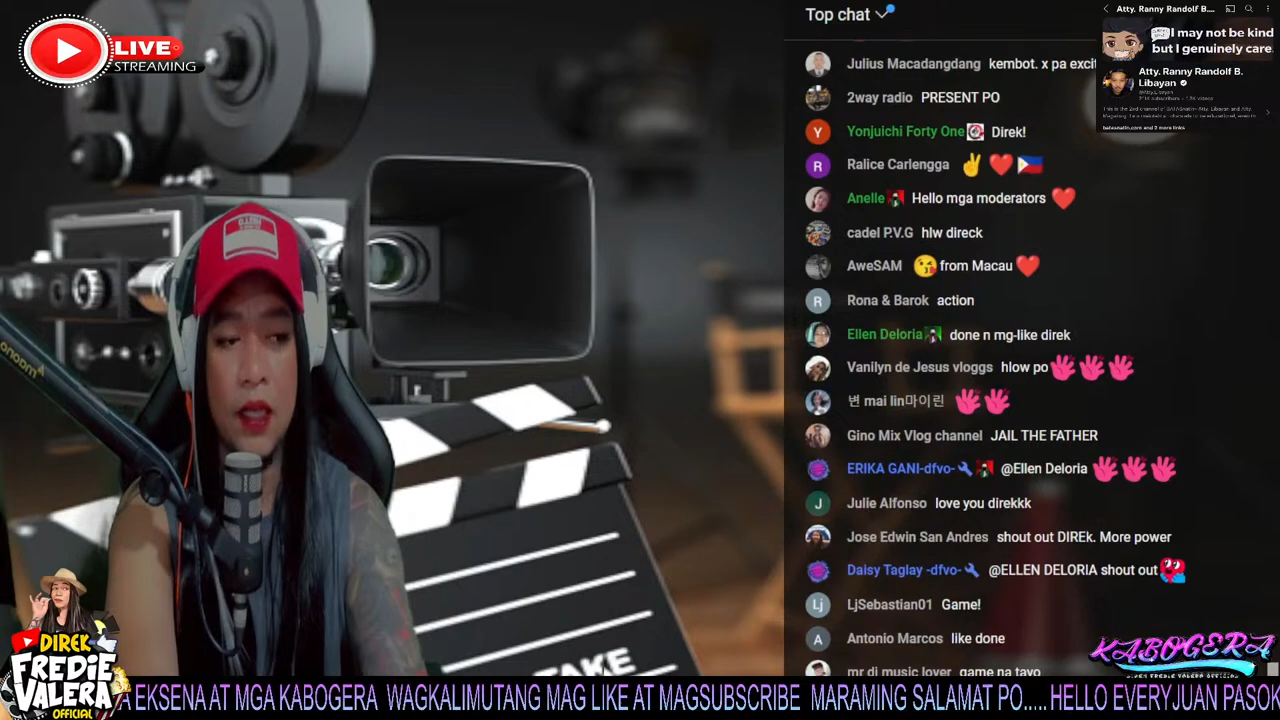 LIVE
STREAMING
Top chat
Julius Macadangdang kembot. x pa excit
2way radio PRESENT PO
Y Yonjuichi Forty One Direk!
R Ralice Carlengga ✌️❤️🇵🇭
Anelle Hello mga moderators ❤️
cadel P.V.G hlw direck
AweSAM 😘from Macau❤️
R Rona & Barok action
Ellen Deloria done n mg-like direk
Vanilyn de Jesus vloggs hlow po
변 mai lin마이린
Gino Mix Vlog channel JAIL THE FATHER
ERIKA GANI-dfvo- @Ellen Deloria
J Julie Alfonso love you direkkk
Jose Edwin San Andres shout out DIREk. More power
Daisy Taglay -dfvo- @ELLEN DELORIA shout out
Lj LjSebastian01 Game!
A Antonio Marcos like done
mr di music lover game na tayo
Atty. Ranny Randolf B....
I may not be kind
but I genuinely care.
Atty. Ranny Randolf B.
Libayan
TAKE
DIREK
FREDIE
VALERA
OFFICIAL
KABOGERA
A EKSENA AT MGA KABOGERA WAGKALIMUTANG MAG LIKE AT MAGSUBSCRIBE MARAMING SALAMAT PO..... HELLO EVERYJUAN PASOK